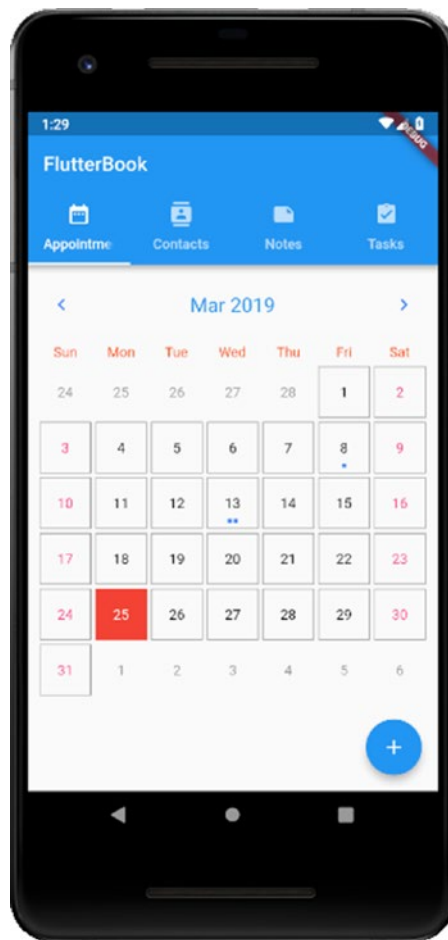 1:29
DEBUG
FlutterBook
Appointme
Contacts
Notes
Tasks
Mar 2019
Sun Mon Tue Wed Thu Fri Sat
24 25 26 27 28 1 2
3 4 5 6 7 8 9
10 11 12 13 14 15 16
17 18 19 20 21 22 23
24 25 26 27 28 29 30
31 1 2 3 4 5 6
+